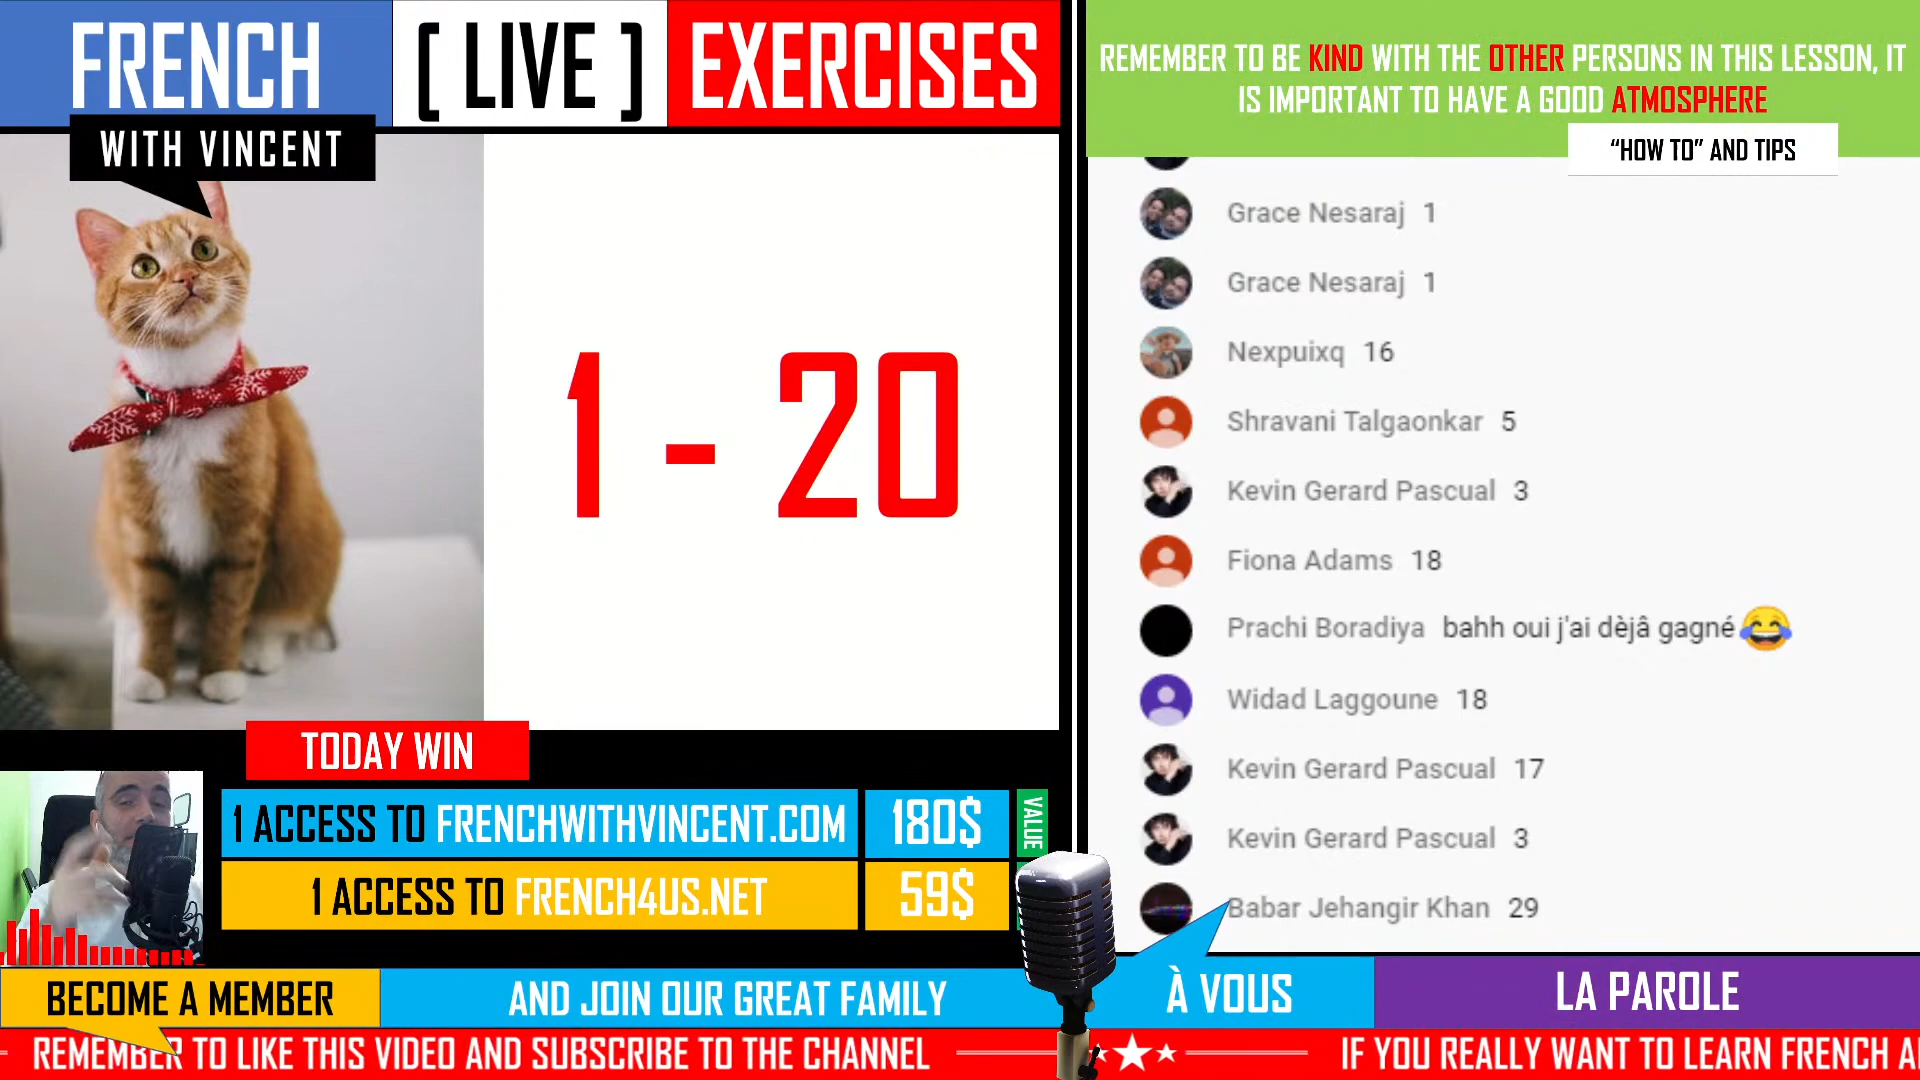 FRENCH
[ LIVE ]
EXERCISES
WITH VINCENT
1 - 20
TODAY WIN
1 ACCESS TO FRENCHWITHVINCENT.COM
180$
VALUE
1 ACCESS TO FRENCH4US.NET
59$
BECOME A MEMBER
AND JOIN OUR GREAT FAMILY
REMEMBER TO BE KIND WITH THE OTHER PERSONS IN THIS LESSON, IT
IS IMPORTANT TO HAVE A GOOD ATMOSPHERE
“HOW TO” AND TIPS
Grace Nesaraj 1
Grace Nesaraj 1
Nexpuixq 16
Shravani Talgaonkar 5
Kevin Gerard Pascual 3
Fiona Adams 18
Prachi Boradiya bahh oui j'ai dèjâ gagné😂
Widad Laggoune 18
Kevin Gerard Pascual 17
Kevin Gerard Pascual 3
Babar Jehangir Khan 29
À VOUS
LA PAROLE
REMEMBER TO LIKE THIS VIDEO AND SUBSCRIBE TO THE CHANNEL
IF YOU REALLY WANT TO LEARN FRENCH